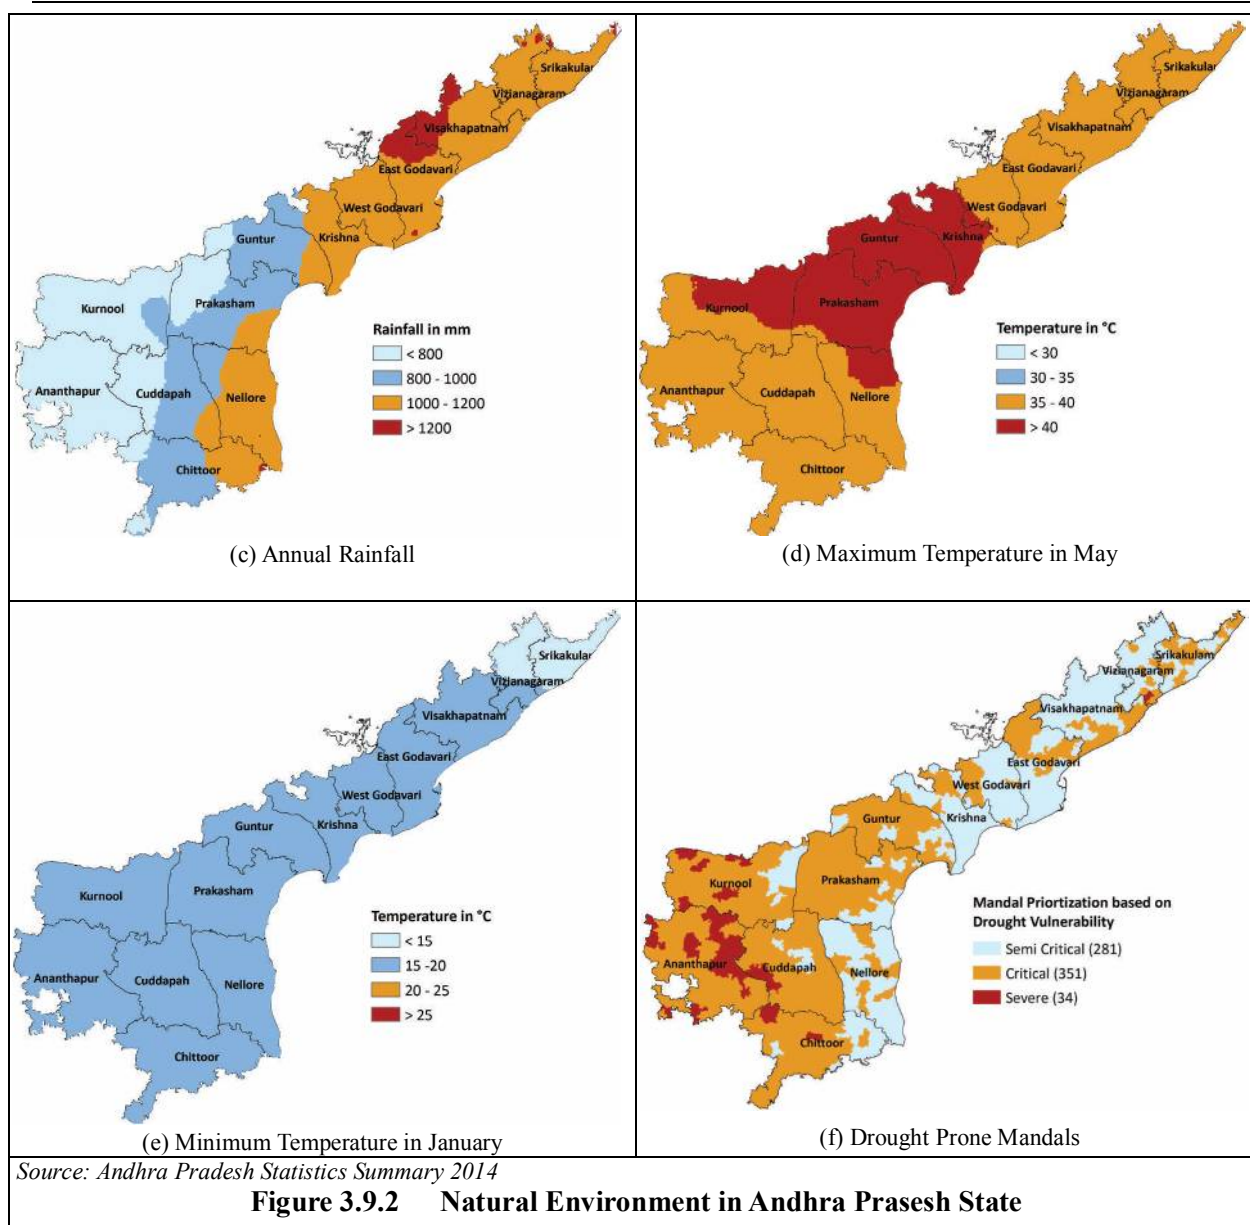 Srikakular
Vizianagaram
Visakhapatnam
East Godavari
West Godavari
Guntur
Krishna
Kurnool
Prakasham
Ananthapur
Cuddapah
Nellore
Chittoor
Rainfall in mm
< 800
800 - 1000
1000 - 1200
> 1200
(c) Annual Rainfall
Srikakular
Vizianagaram
Visakhapatnam
East Godavari
West Godavari
Guntur
Krishna
Kurnool
Prakasham
Ananthapur
Cuddapah
Nellore
Chittoor
Temperature in °C
< 30
30 - 35
35 - 40
> 40
(d) Maximum Temperature in May
Srikakular
Vizianagaram
Visakhapatnam
East Godavari
West Godavari
Guntur
Krishna
Kurnool
Prakasham
Ananthapur
Cuddapah
Nellore
Chittoor
Temperature in °C
< 15
15 -20
20 - 25
> 25
(e) Minimum Temperature in January
Srikakulam
Vizianagaram
Visakhapatnam
East Godavari
West Godavari
Guntur
Krishna
Kurnool
Prakasham
Ananthapur
Cuddapah
Nellore
Chittoor
Mandal Priortization based on
Drought Vulnerability
Semi Critical (281)
Critical (351)
Severe (34)
(f) Drought Prone Mandals
Source: Andhra Pradesh Statistics Summary 2014
Figure 3.9.2 Natural Environment in Andhra Prasesh State